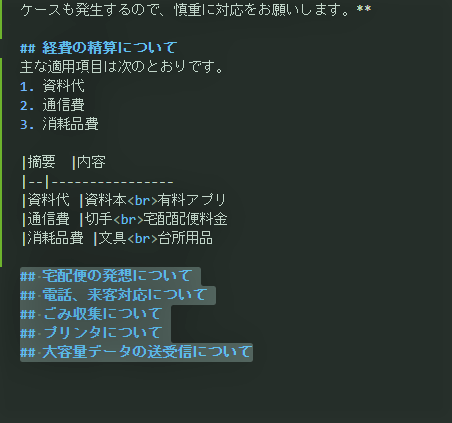 ケースも発生するので、慎重に対応をお願いします。**
## 経費の精算について
主な適用項目は次のとおりです。
1. 資料代
2. 通信費
3. 消耗品費
|摘要 |内容
|--|----------------
|資料代 |資料本<br>有料アプリ
|通信費 |切手<br>宅配配便料金
|消耗品費 |文具<br>台所用品
## 宅配便の発想について
## 電話、来客対応について
## ごみ収集について
## プリンタについて
## 大容量データの送受信について